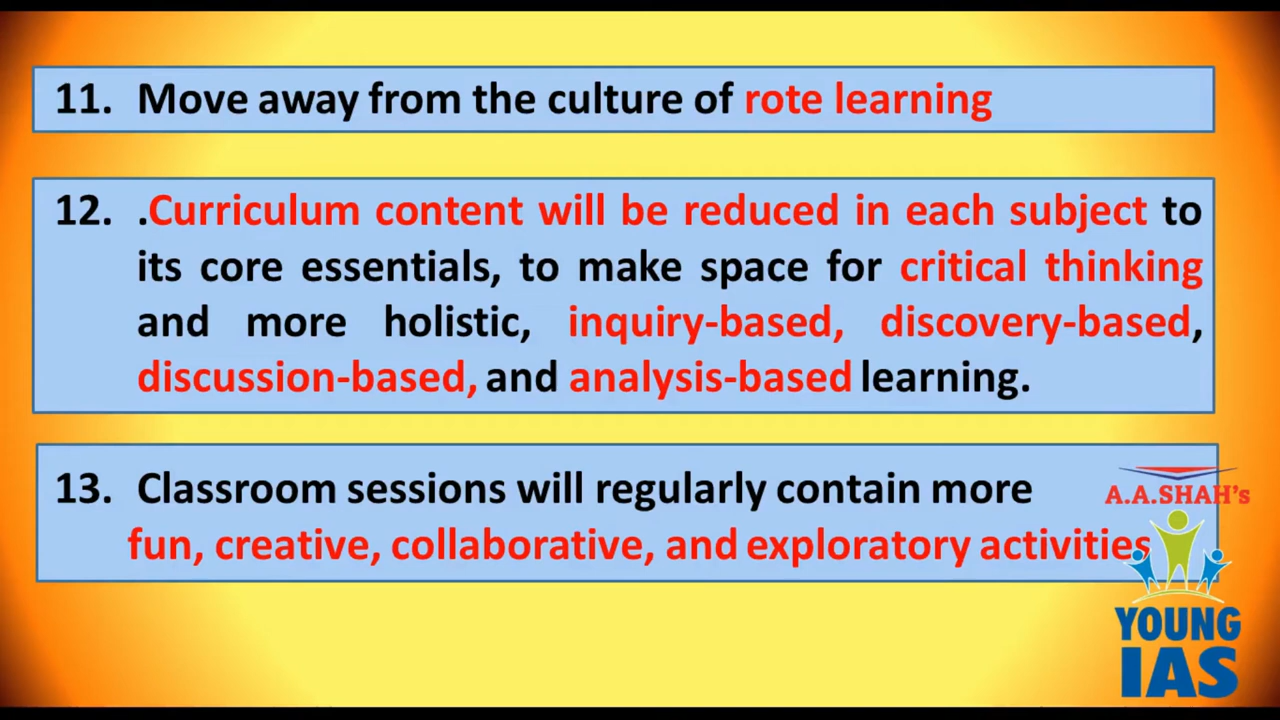 11. Move away from the culture of rote learning
12. .Curriculum content will be reduced in each subject to
its core essentials, to make space for critical thinking
and more holistic, inquiry-based, discovery-based,
discussion-based, and analysis-based learning.
13. Classroom sessions will regularly contain more
fun, creative, collaborative, and exploratory activities
A.A.SHAH's
YOUNG
IAS